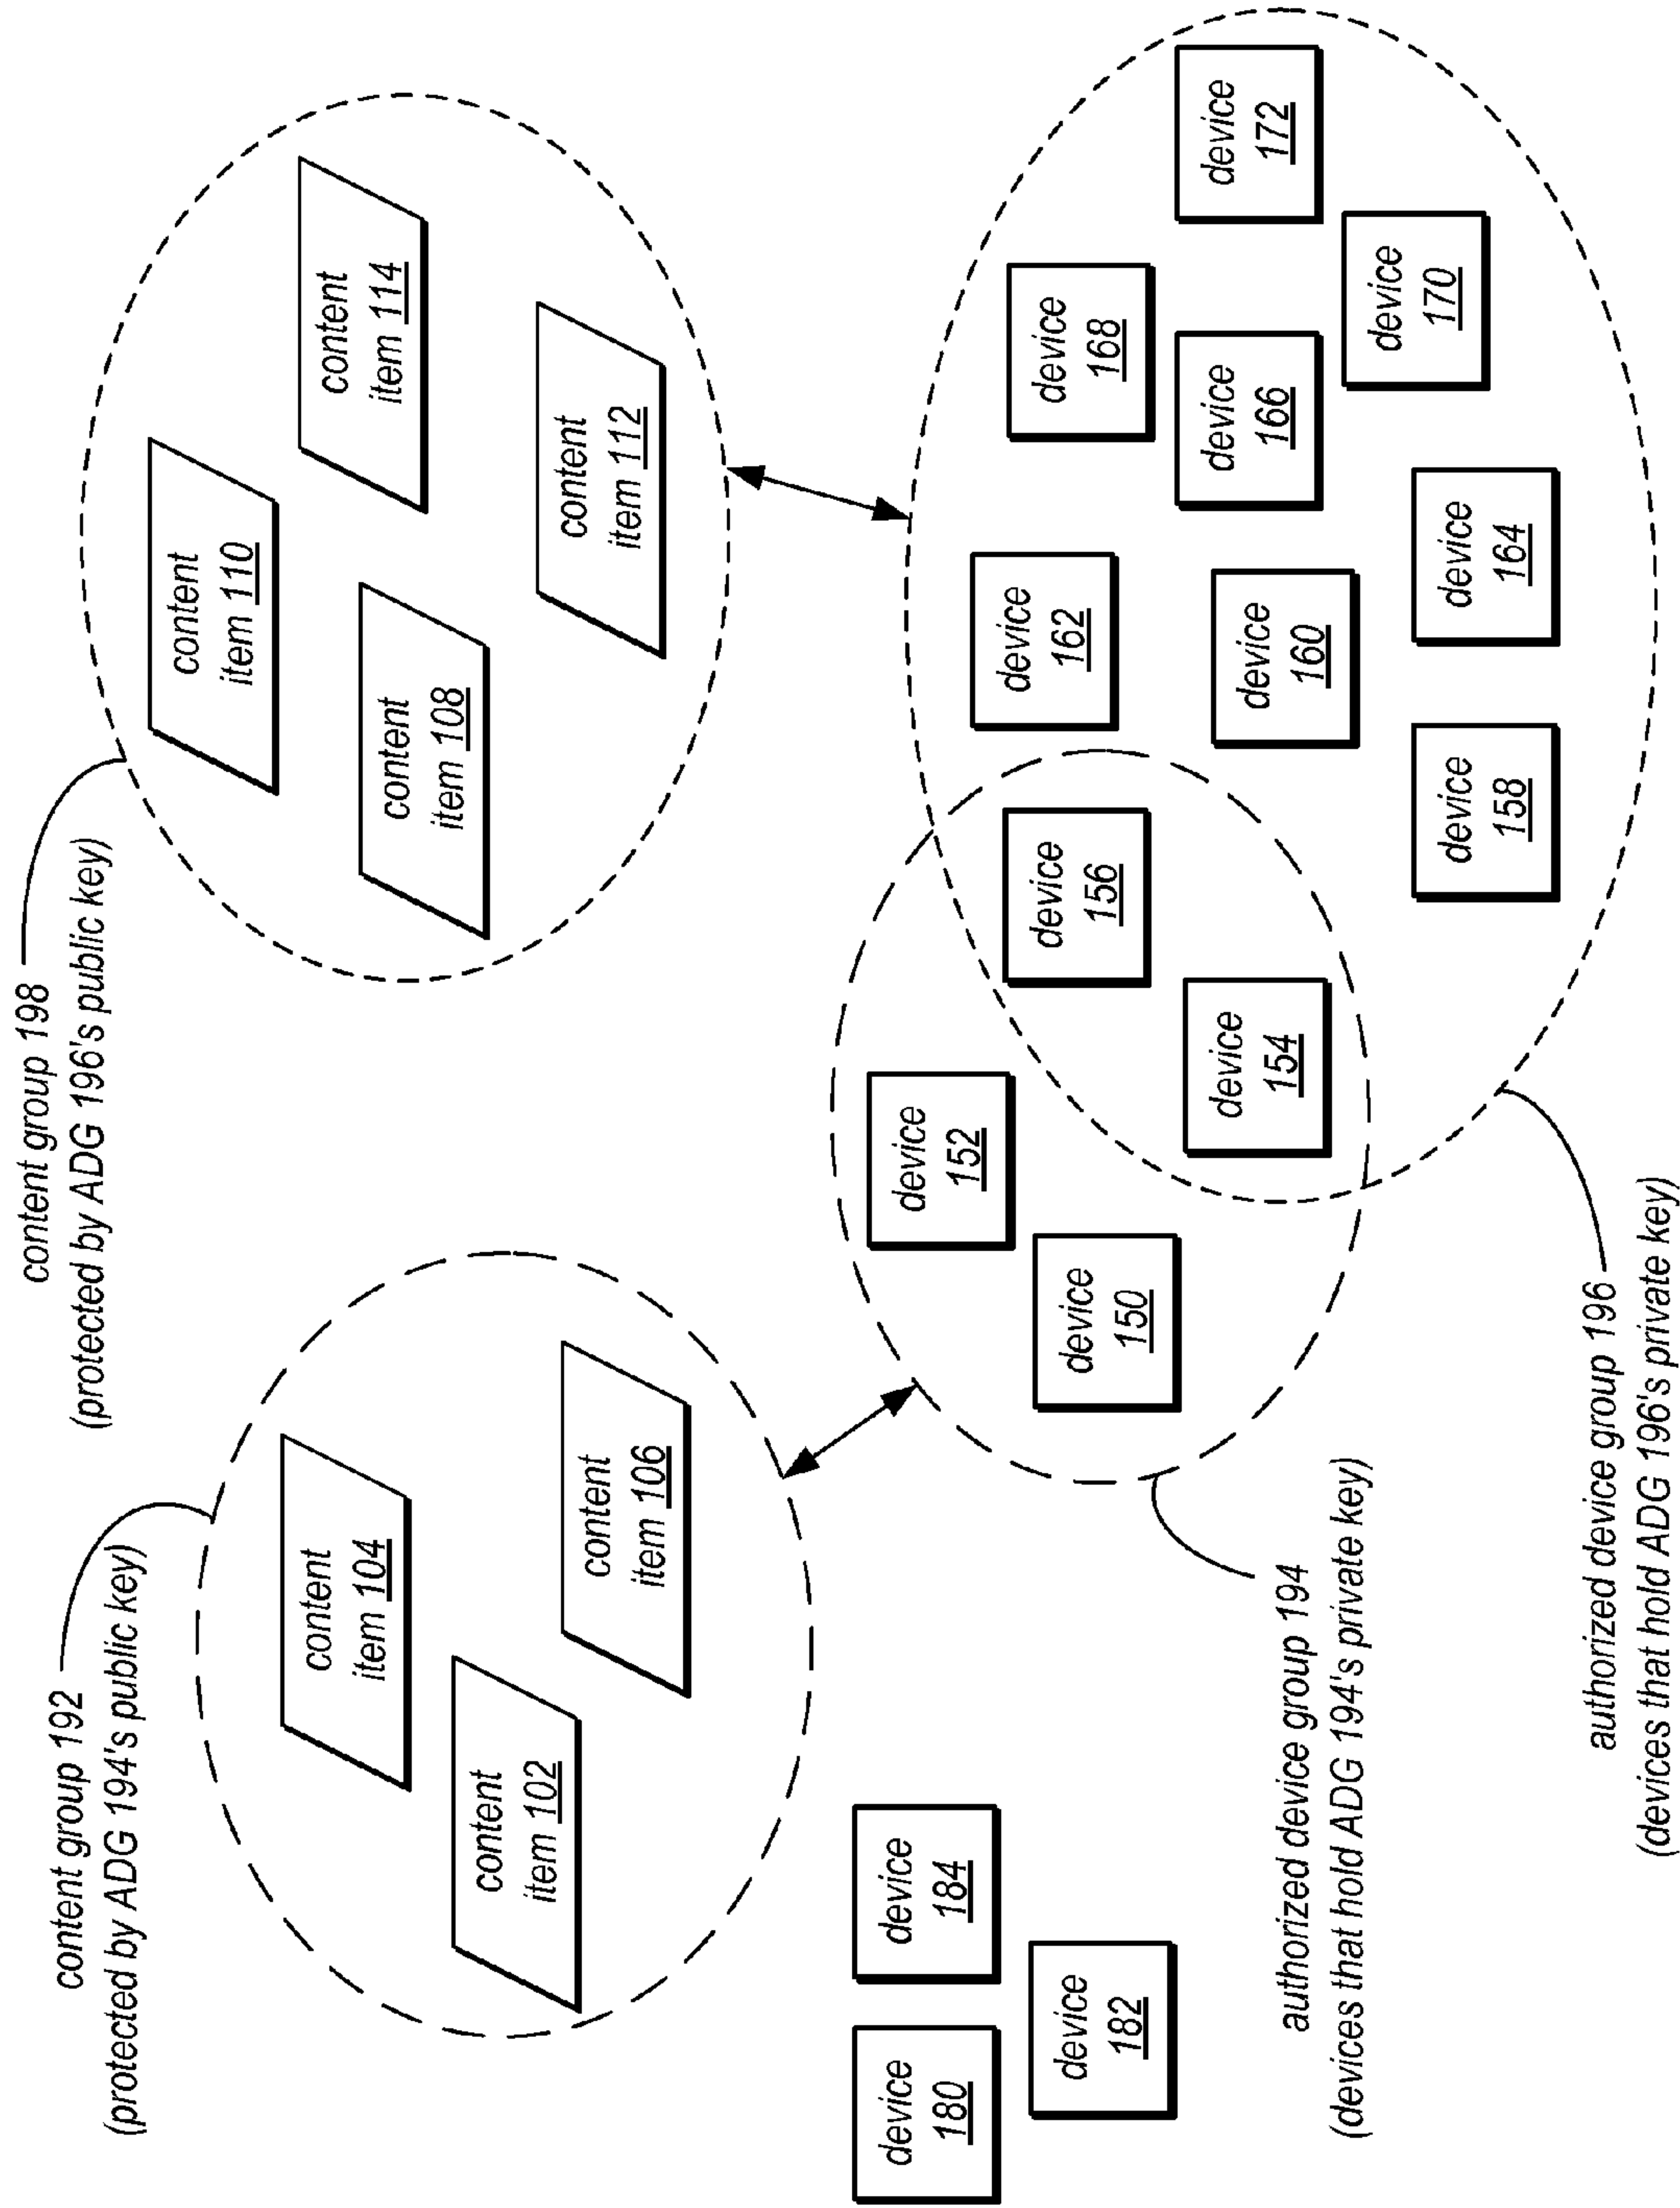 content group 192
(protected by ADG 194's public key)
content group 198
(protected by ADG 196's public key)
content
item 104
content
item 102
content
item 106
content
item 110
content
item 114
content
item 108
content
item 112
device
180
device
184
device
182
device
152
device
150
device
156
device
154
device
162
device
168
device
160
device
166
device
172
device
158
device
164
device
170
authorized device group 194
(devices that hold ADG 194's private key)
authorized device group 196
(devices that hold ADG 196's private key)